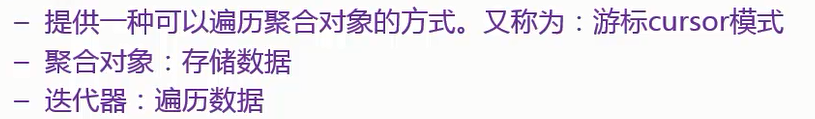 – 提供一种可以遍历聚合对象的方式。又称为：游标cursor模式
– 聚合对象：存储数据
– 迭代器：遍历数据